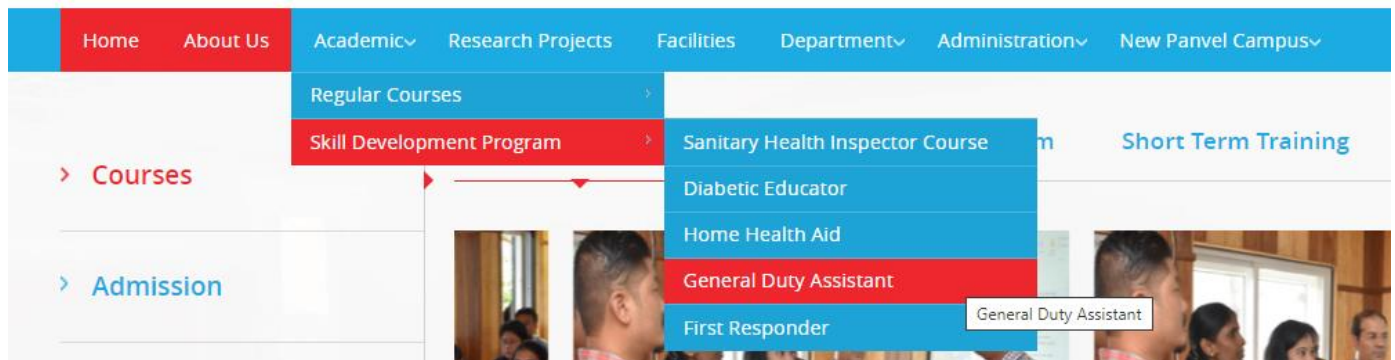 Home About Us Academic Research Projects Facilities Department Administration New Panvel Campus
Regular Courses
Skill Development Program
Sanitary Health Inspector Course
Diabetic Educator
Home Health Aid
General Duty Assistant
General Duty Assistant
First Responder
Short Term Training
Courses
Admission